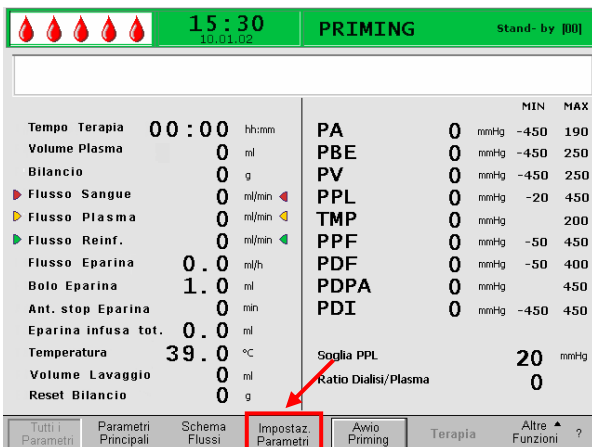 15:30 PRIMING Stand- by [00]
10.01.02
MIN MAX
Tempo Terapia 00:00 hh:mm
Volume Plasma 0 ml
Bilancio 0 g
Flusso Sangue 0 ml/min
Flusso Plasma 0 ml/min
Flusso Reinf. 0 ml/min
Flusso Eparina 0.0 ml/h
Bolo Eparina 1.0 ml
Ant. stop Eparina 0 min
Eparina infusa tot. 0.0 ml
Temperatura 39.0 °C
Volume Lavaggio 0 ml
Reset Bilancio 0 g
PA 0 mmHg -450 190
PBE 0 mmHg -450 250
PV 0 mmHg -450 250
PPL 0 mmHg -20 450
TMP 0 mmHg 200
PPF 0 mmHg -50 450
PDF 0 mmHg -50 400
PDPA 0 mmHg 450
PDI 0 mmHg -450 450
Soglia PPL 20 mmHg
Ratio Dialisi/Plasma 0
Tutti i
Parametri
Parametri
Principali
Schema
Flussi
Impostaz.
Parametri
Avvio
Priming
Terapia
Altre
Funzioni
?